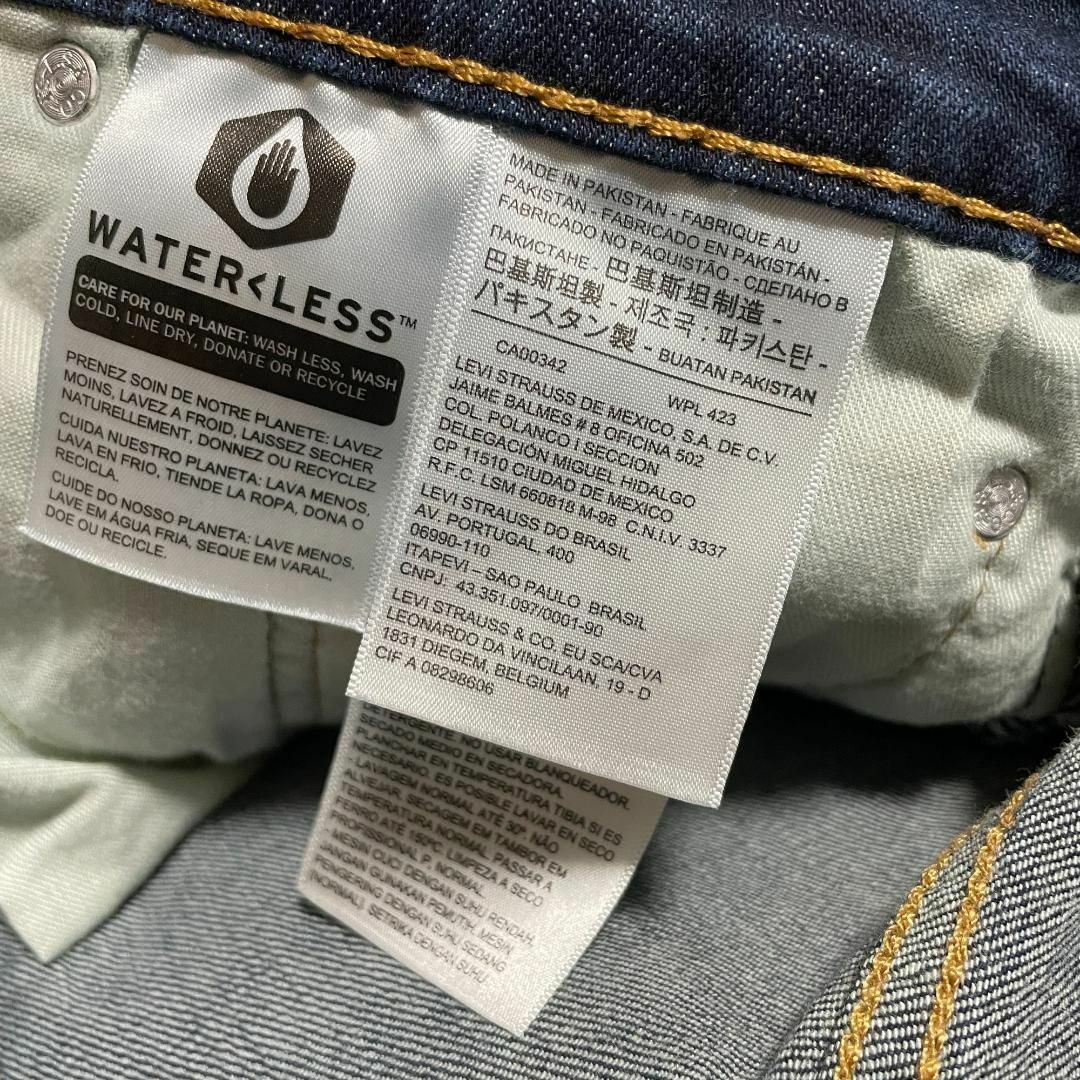 WATER<LESS™
CARE FOR OUR PLANET: WASH LESS, WASH
COLD, LINE DRY, DONATE OR RECYCLE
PRENEZ SOIN DE NOTRE PLANETE: LAVEZ
MOINS, LAVEZ A FROID, LAISSEZ SECHER
NATURELLEMENT, DONNEZ OU RECYCLEZ
CUIDA NUESTRO PLANETA: LAVA MENOS,
LAVA EN FRIO, TIENDE LA ROPA, DONA O
RECICLA.
CUIDE DO NOSSO PLANETA: LAVE MENOS,
LAVE EM ÁGUA FRIA, SEQUE EM VARAL,
DOE OU RECICLE.
MADE IN PAKISTAN - FABRIQUE AU
PAKISTAN - FABRICADO EN PAKISTÁN -
FABRICADO NO PAQUISTÃO - СДЕЛАНО В
ПАКИСТАНЕ - 巴基斯坦制造 -
巴基斯坦製 - 제조국 : 파키스탄 -
パキスタン製 - BUATAN PAKISTAN
CA00342 WPL 423
LEVI STRAUSS DE MEXICO, S.A. DE C.V.
JAIME BALMES # 8 OFICINA 502
COL. POLANCO I SECCION
DELEGACIÓN MIGUEL HIDALGO
CP 11510 CIUDAD DE MEXICO
R.F.C. LSM 660818 M-98 C.N.I.V. 3337
LEVI STRAUSS DO BRASIL
AV. PORTUGAL, 400
06990-110
ITAPEVI – SAO PAULO BRASIL
CNPJ: 43.351.097/0001-90
LEVI STRAUSS & CO. EU SCA/CVA
LEONARDO DA VINCILAAN, 19 - D
1831 DIEGEM, BELGIUM
CIF A 08298606
DETERGENTE. NO USAR BLANQUEADOR.
SECADO MEDIO EN SECADORA.
PLANCHAR EN TEMPERATURA TIBIA SI ES
NECESARIO. ES POSIBLE LAVAR EN SECO
- LAVAGEM NORMAL ATÉ 30° NÃO
ALVEJAR, SECAGEM EM TAMBOR EM
TEMPERATURA NORMAL, PASSAR A
FERRO ATÉ 150°C, LIMPEZA A SECO
PROFISSIONAL P, NORMAL
- MESIN CUCI DENGAN SUHU RENDAH,
JANGAN GUNAKAN PEMUTIH, MESIN
PENGERING DENGAN SUHU SEDANG
(NORMAL), SETRIKA DENGAN SUHU